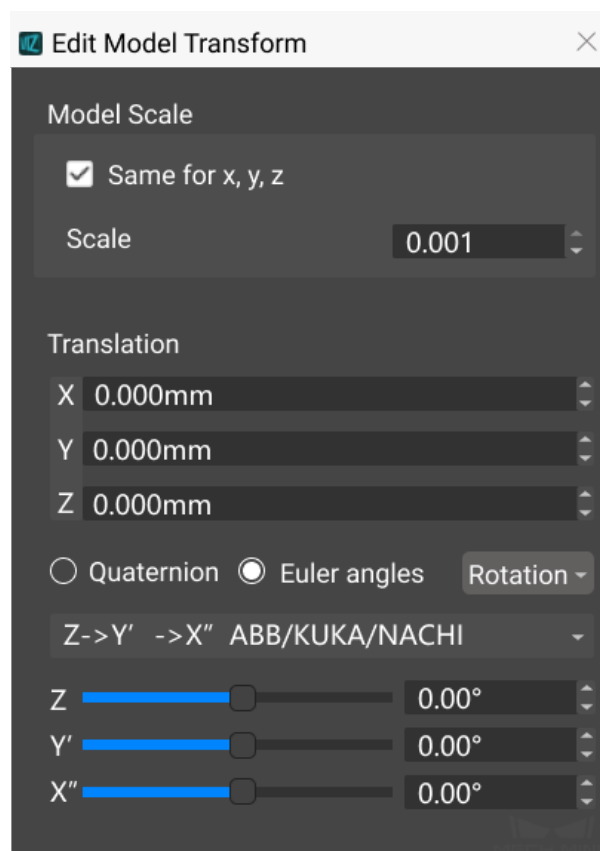 Edit Model Transform
Model Scale
Same for x, y, z
Scale 0.001
Translation
X 0.000mm
Y 0.000mm
Z 0.000mm
Quaternion Euler angles Rotation
Z->Y′ ->X″ ABB/KUKA/NACHI
Z 0.00°
Y′ 0.00°
X″ 0.00°